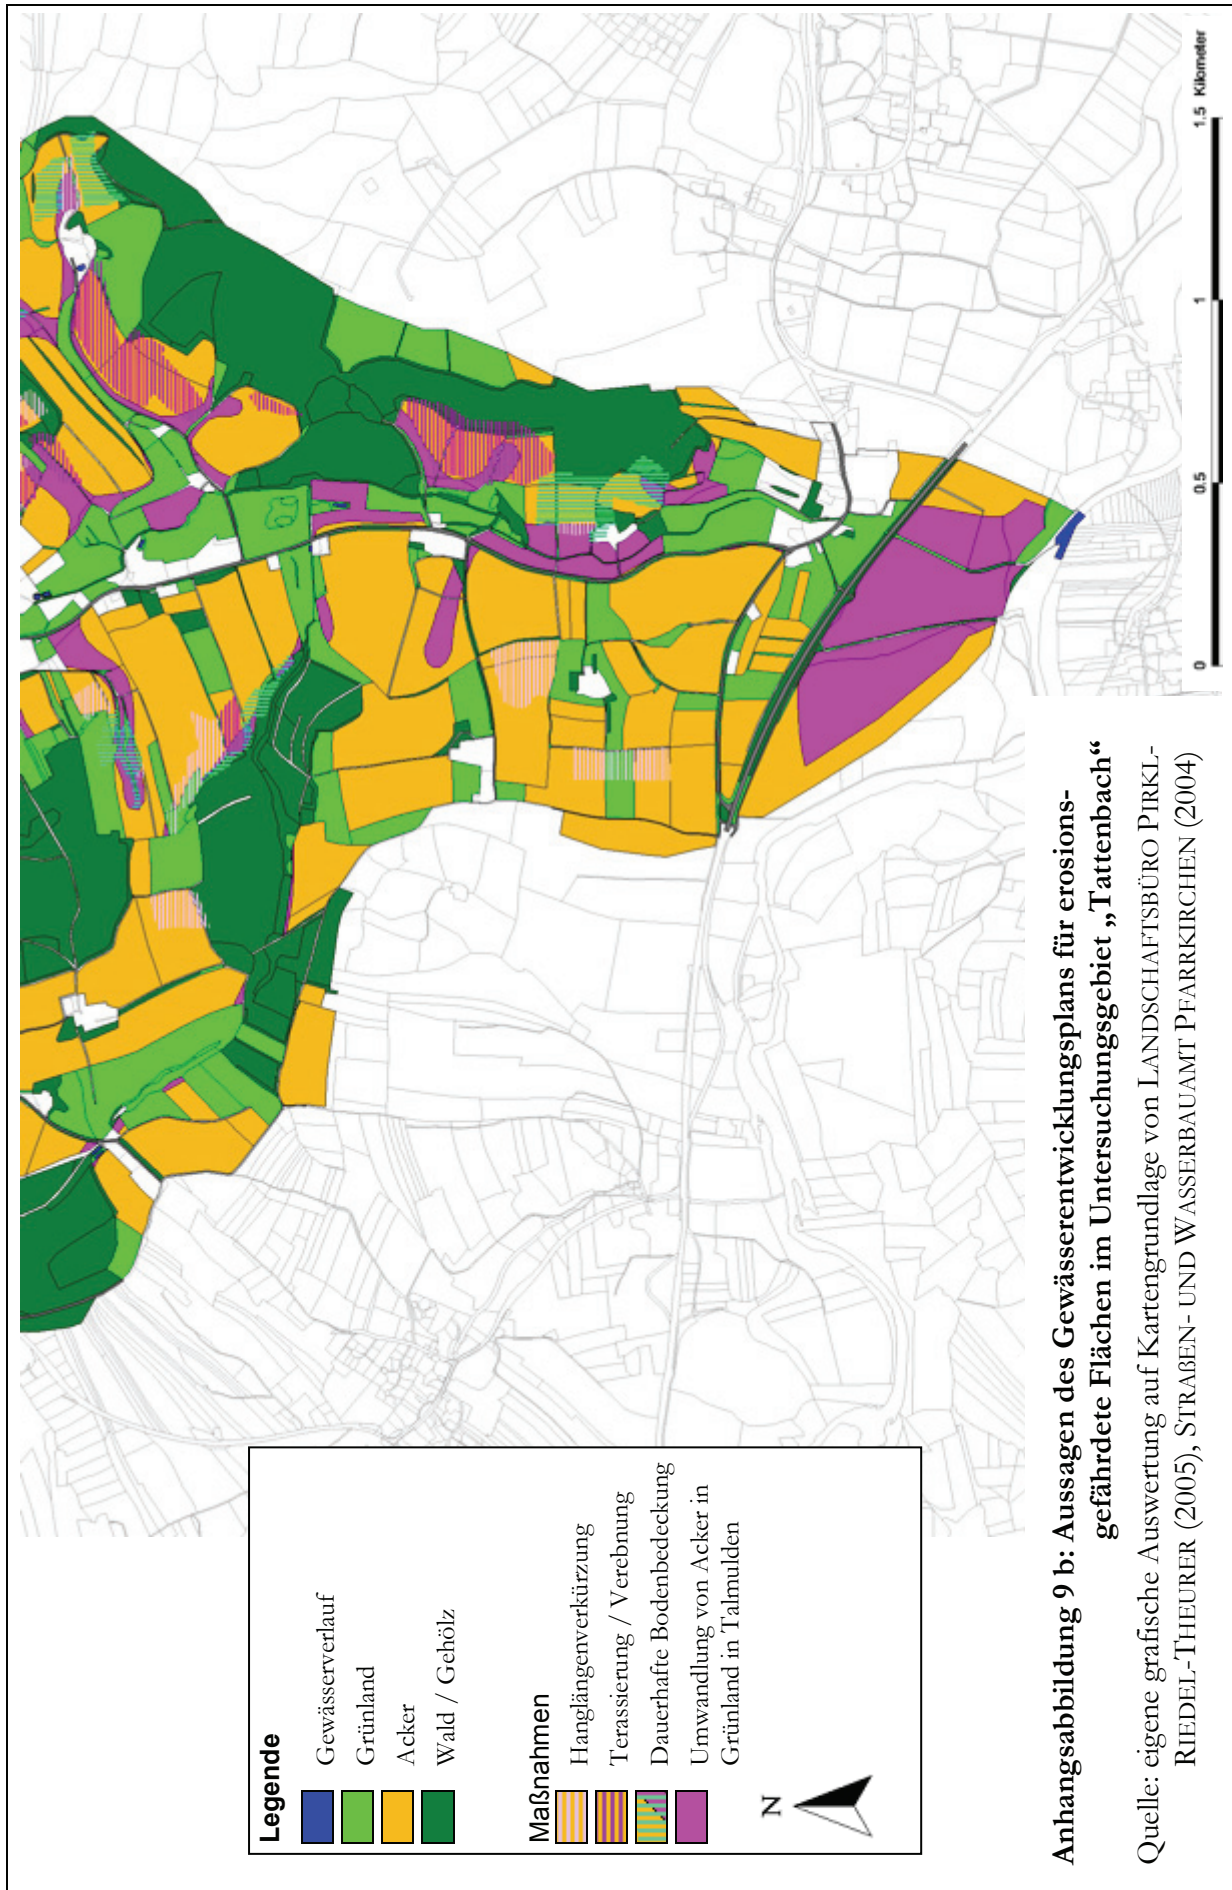 Legende
Gewässerverlauf
Grünland
Acker
Wald / Gehölz
Maßnahmen
Hanglängenverkürzung
Terassierung / Verebnung
Dauerhafte Bodenbedeckung
Umwandlung von Acker in
Grünland in Talmulden
N
0 0.5 1 1.5 Kilometer
Anhangsabbildung 9 b: Aussagen des Gewässerentwicklungsplans für erosions-
gefährdete Flächen im Untersuchungsgebiet „Tattenbach“
Quelle: eigene grafische Auswertung auf Kartengrundlage von LANDSCHAFTSBÜRO PIRKL-
RIEDEL-THEURER (2005), STRAßEN- UND WASSERBAUAMT PFARRKIRCHEN (2004)